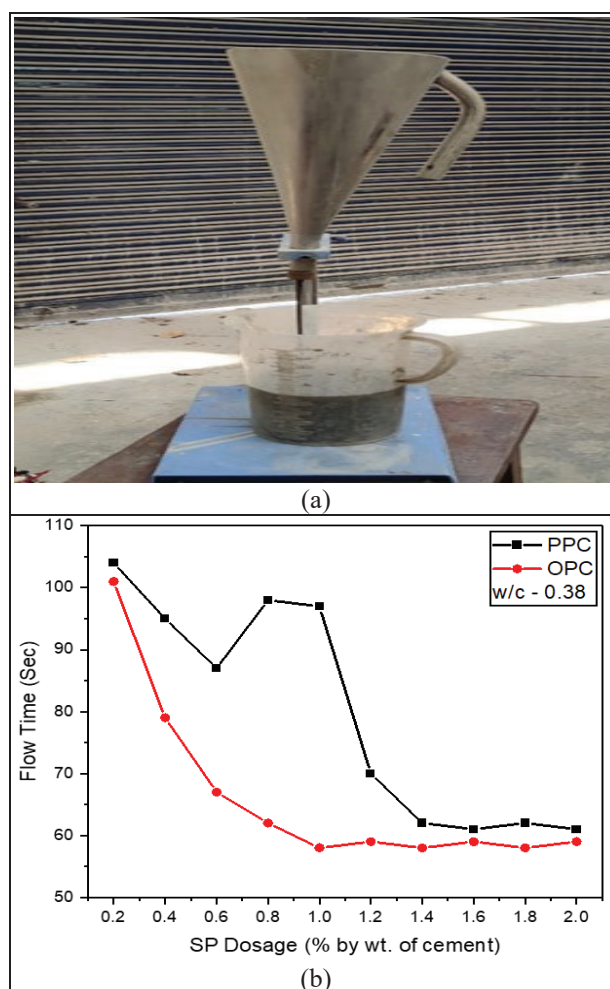 (a)
110
100
90
80
70
60
50
Flow Time (Sec)
PPC
OPC
w/c - 0.38
0.2 0.4 0.6 0.8 1.0 1.2 1.4 1.6 1.8 2.0
SP Dosage (% by wt. of cement)
(b)